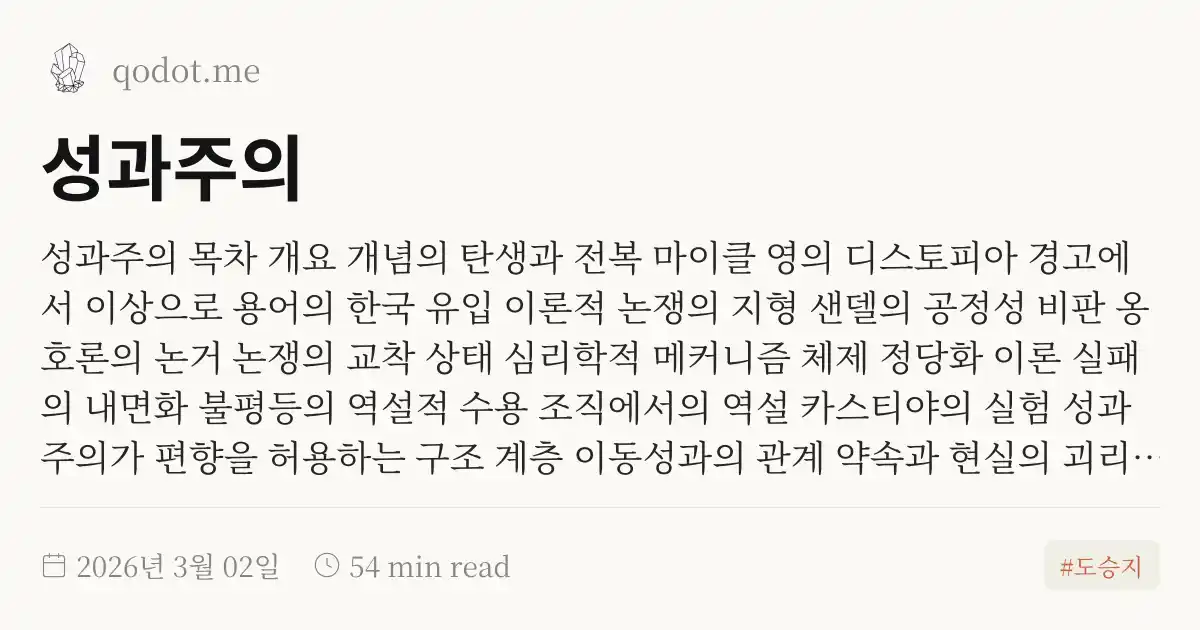 qodot.me
성과주의
성과주의 목차 개요 개념의 탄생과 전복 마이클 영의 디스토피아 경고에
서 이상으로 용어의 한국 유입 이론적 논쟁의 지형 샌델의 공정성 비판 옹
호론의 논거 논쟁의 교착 상태 심리학적 메커니즘 체제 정당화 이론 실패
의 내면화 불평등의 역설적 수용 조직에서의 역설 카스티야의 실험 성과
주의가 편향을 허용하는 구조 계층 이동성과의 관계 약속과 현실의 괴리…
2026년 3월 02일
54 min read
#도승지